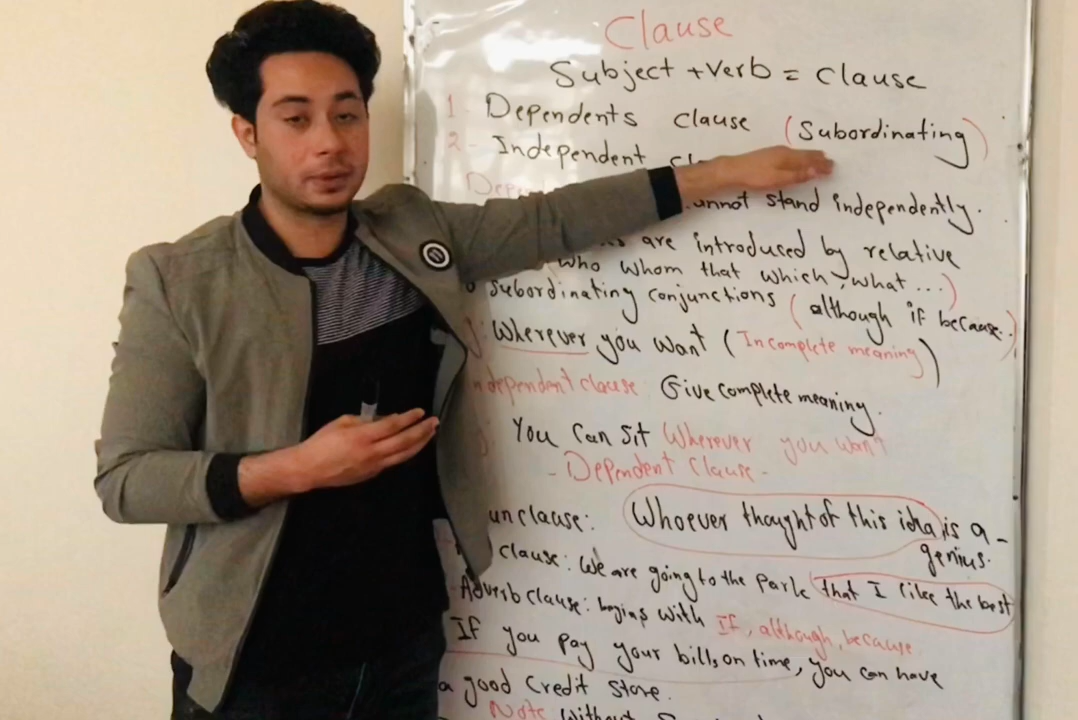 Clause
Subject + Verb = Clause
1 - Dependents clause (Subordinating)
2 - Independent
stand independently.
are introduced by relative
who whom that which, what ...)
subordinating conjunctions (although if because..)
Wherever you want (Incomplete meaning)
dependent clause Give complete meaning.
You Can Sit Wherever you want
- Dependent Clause -
clause: Whoever thought of this idea is a -
genius.
clause: We are going to the Park that I like the best
Adverb clause: begins with If, although, because
If you pay your bills on time, you can have
a good Credit Store.
Note Without